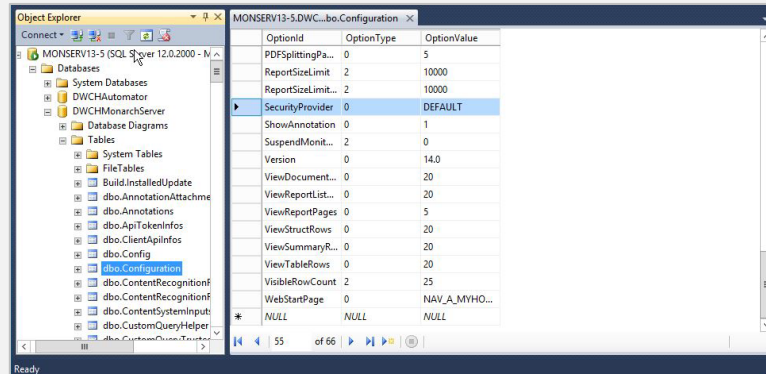 Object Explorer
Connect
MONSERV13-5 (SQL Server 12.0.2000 - M
Databases
System Databases
DWCHAutomator
DWCHMonarchServer
Database Diagrams
Tables
System Tables
FileTables
Build.InstalledUpdate
dbo.AnnotationAttachme
dbo.Annotations
dbo.ApiTokenInfos
dbo.ClientApiInfos
dbo.Config
dbo.Configuration
dbo.ContentRecognitionF
dbo.ContentRecognitionF
dbo.ContentSystemInputs
dbo.CustomQueryHelper
dbo.CustomQueryTrustee
MONSERV13-5.DWC...bo.Configuration
OptionId OptionType OptionValue
PDFSplittingPa... 0 5
ReportSizeLimit 2 10000
ReportSizeLimit... 2 10000
SecurityProvider 0 DEFAULT
ShowAnnotation 0 1
SuspendMonit... 2 0
Version 0 14.0
ViewDocument... 0 20
ViewReportList... 0 20
ViewReportPages 0 5
ViewStructRows 0 20
ViewSummaryR... 0 20
ViewTableRows 0 20
VisibleRowCount 2 25
WebStartPage 0 NAV_A_MYHO...
NULL NULL NULL
55 of 66
Ready